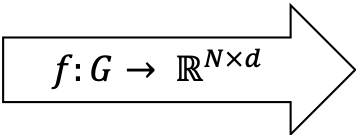 f: G → ℝ^{N×d}